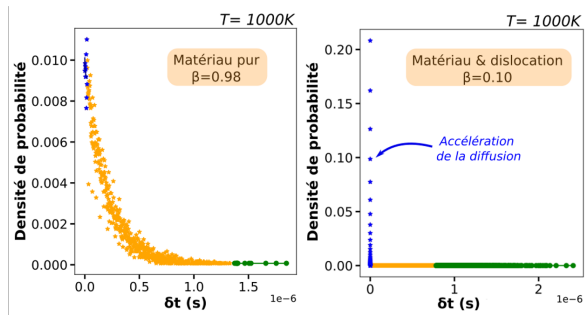 T= 1000K
Densité de probabilité
0.010
0.008
0.006
0.004
0.002
0.000
Matériau pur
β=0.98
0.0
0.5
1.0
1.5
1e−6
δt (s)
T= 1000K
Densité de probabilité
0.20
0.15
0.10
0.05
0.00
Matériau & dislocation
β=0.10
Accélération
de la diffusion
0
1
2
1e−6
δt (s)